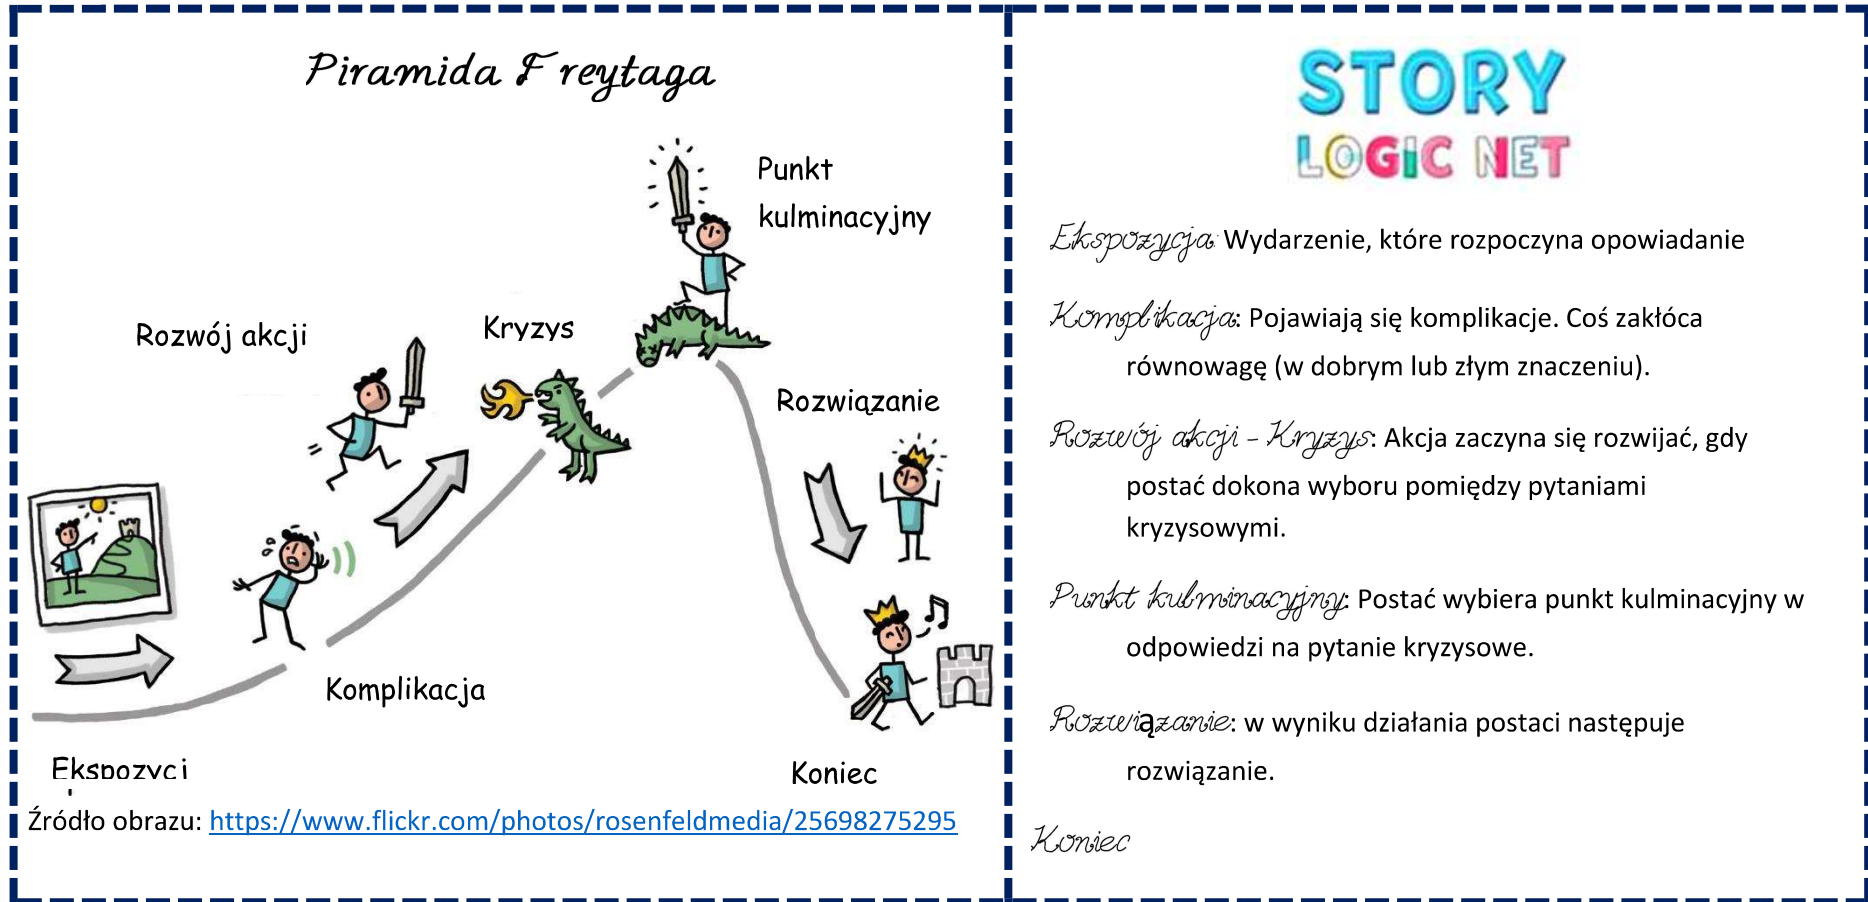 Piramida Freytaga
Punkt
kulminacyjny
Rozwój akcji
Kryzys
Rozwiązanie
Komplikacja
Ekspozycj
Koniec
Źródło obrazu: https://www.flickr.com/photos/rosenfeldmedia/25698275295
STORY
LOGIC NET
Ekspozycja: Wydarzenie, które rozpoczyna opowiadanie
Komplikacja: Pojawiają się komplikacje. Coś zakłóca
równowagę (w dobrym lub złym znaczeniu).
Rozwój akcji - Kryzys: Akcja zaczyna się rozwijać, gdy
postać dokona wyboru pomiędzy pytaniami
kryzysowymi.
Punkt kulminacyjny: Postać wybiera punkt kulminacyjny w
odpowiedzi na pytanie kryzysowe.
Rozwiązanie: w wyniku działania postaci następuje
rozwiązanie.
Koniec